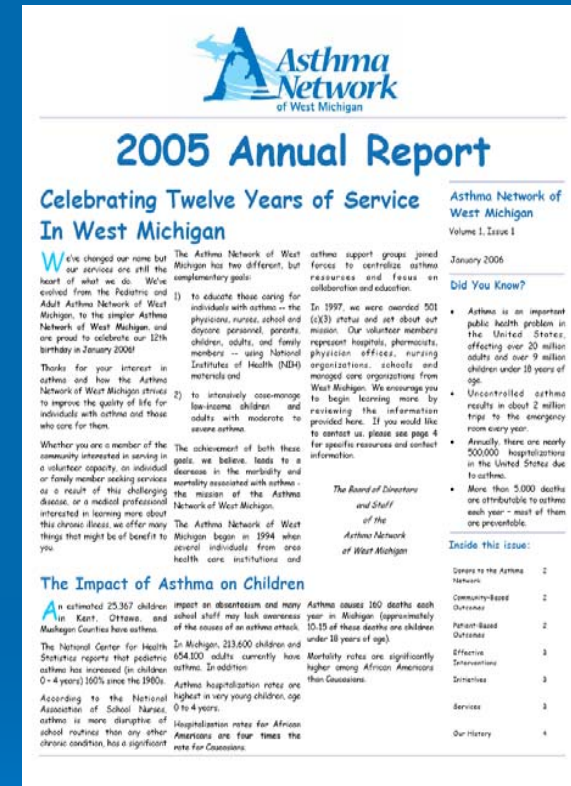 Asthma
Network
of West Michigan
2005 Annual Report
Celebrating Twelve Years of Service
In West Michigan
We've changed our name but
our services are still the
heart of what we do. We've
evolved from the Pediatric and
Adult Asthma Network of West
Michigan, to the simpler Asthma
Network of West Michigan, and
are proud to celebrate our 12th
birthday in January 2006!
Thanks for your interest in
asthma and how the Asthma
Network of West Michigan strives
to improve the quality of life for
individuals with asthma and those
who care for them.
Whether you are a member of the
community interested in serving in
a volunteer capacity, an individual
or family member seeking services
as a result of this challenging
disease, or a medical professional
interested in learning more about
this chronic illness, we offer many
things that might be of benefit to
you.
The Asthma Network of West
Michigan has two different, but
complementary goals:
1) to educate those caring for
individuals with asthma -- the
physicians, nurses, school and
daycare personnel, parents,
children, adults, and family
members -- using National
Institutes of Health (NIH)
materials and
2) to intensively case-manage
low-income children and
adults with moderate to
severe asthma.
The achievement of both these
goals, we believe, leads to a
decrease in the morbidity and
mortality associated with asthma -
the mission of the Asthma
Network of West Michigan.
The Asthma Network of West
Michigan began in 1994 when
several individuals from area
health care institutions and
asthma support groups joined
forces to centralize asthma
resources and focus on
collaboration and education.
In 1997, we were awarded 501
(c)(3) status and set about out
mission. Our volunteer members
represent hospitals, pharmacists,
physician offices, nursing
organizations, schools and
managed care organizations from
West Michigan. We encourage you
to begin learning more by
reviewing the information
provided here. If you would like
to contact us, please see page 4
for specific resources and contact
information.
The Board of Directors
and Staff
of the
Asthma Network
of West Michigan
Asthma Network of
West Michigan
Volume 1, Issue 1
January 2006
Did You Know?
• Asthma is an important
public health problem in
the United States,
affecting over 20 million
adults and over 9 million
children under 18 years of
age.
• Uncontrolled asthma
results in about 2 million
trips to the emergency
room every year.
• Annually, there are nearly
500,000 hospitalizations
in the United States due
to asthma.
• More than 5,000 deaths
are attributable to asthma
each year – most of them
are preventable.
Inside this issue:
Donors to the Asthma 2
Network
Community-Based 2
Outcomes
Patient-Based 2
Outcomes
Effective 3
Interventions
Initiatives 3
Services 3
Our History 4
The Impact of Asthma on Children
An estimated 25,367 children
in Kent, Ottawa, and
Muskegon Counties have asthma.
The National Center for Health
Statistics reports that pediatric
asthma has increased (in children
0 - 4 years) 160% since the 1980s.
According to the National
Association of School Nurses,
asthma is more disruptive of
school routines than any other
chronic condition, has a significant
impact on absenteeism and many
school staff may lack awareness
of the causes of an asthma attack.
In Michigan, 213,600 children and
654,100 adults currently have
asthma. In addition:
Asthma hospitalization rates are
highest in very young children, age
0 to 4 years.
Hospitalization rates for African
Americans are four times the
rate for Caucasians.
Asthma causes 160 deaths each
year in Michigan (approximately
10-15 of these deaths are children
under 18 years of age).
Mortality rates are significantly
higher among African Americans
than Caucasians.